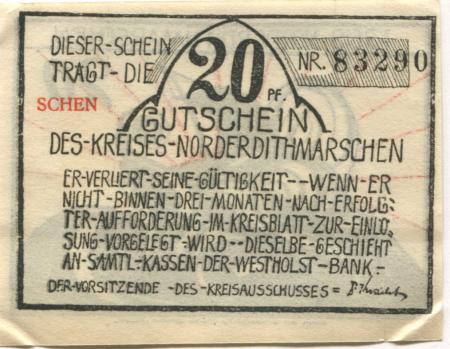 DIESER-SCHEIN
TRAGT-DIE
20 PF.
NR. 83290
SCHEN
GUTSCHEIN
DES-KREISES-NORDERDITHMARSCHEN
ER-VERLIERT-SEINE-GÜLTIGKEIT--WENN-ER
NICHT-BINNEN-DREI-MONATEN-NACH-ERFOLG-
TER-AUFFORDERUNG-IM-KREISBLATT-ZUR-EINLÖ-
SUNG-VORGELEGT-WIRD--DIESELBE-GESCHIEHT
AN-SAMTL-KASSEN-DER-WESTHOLST-BANK.-
DER-VORSITZENDE-DES-KREISAUSSCHUSSES=